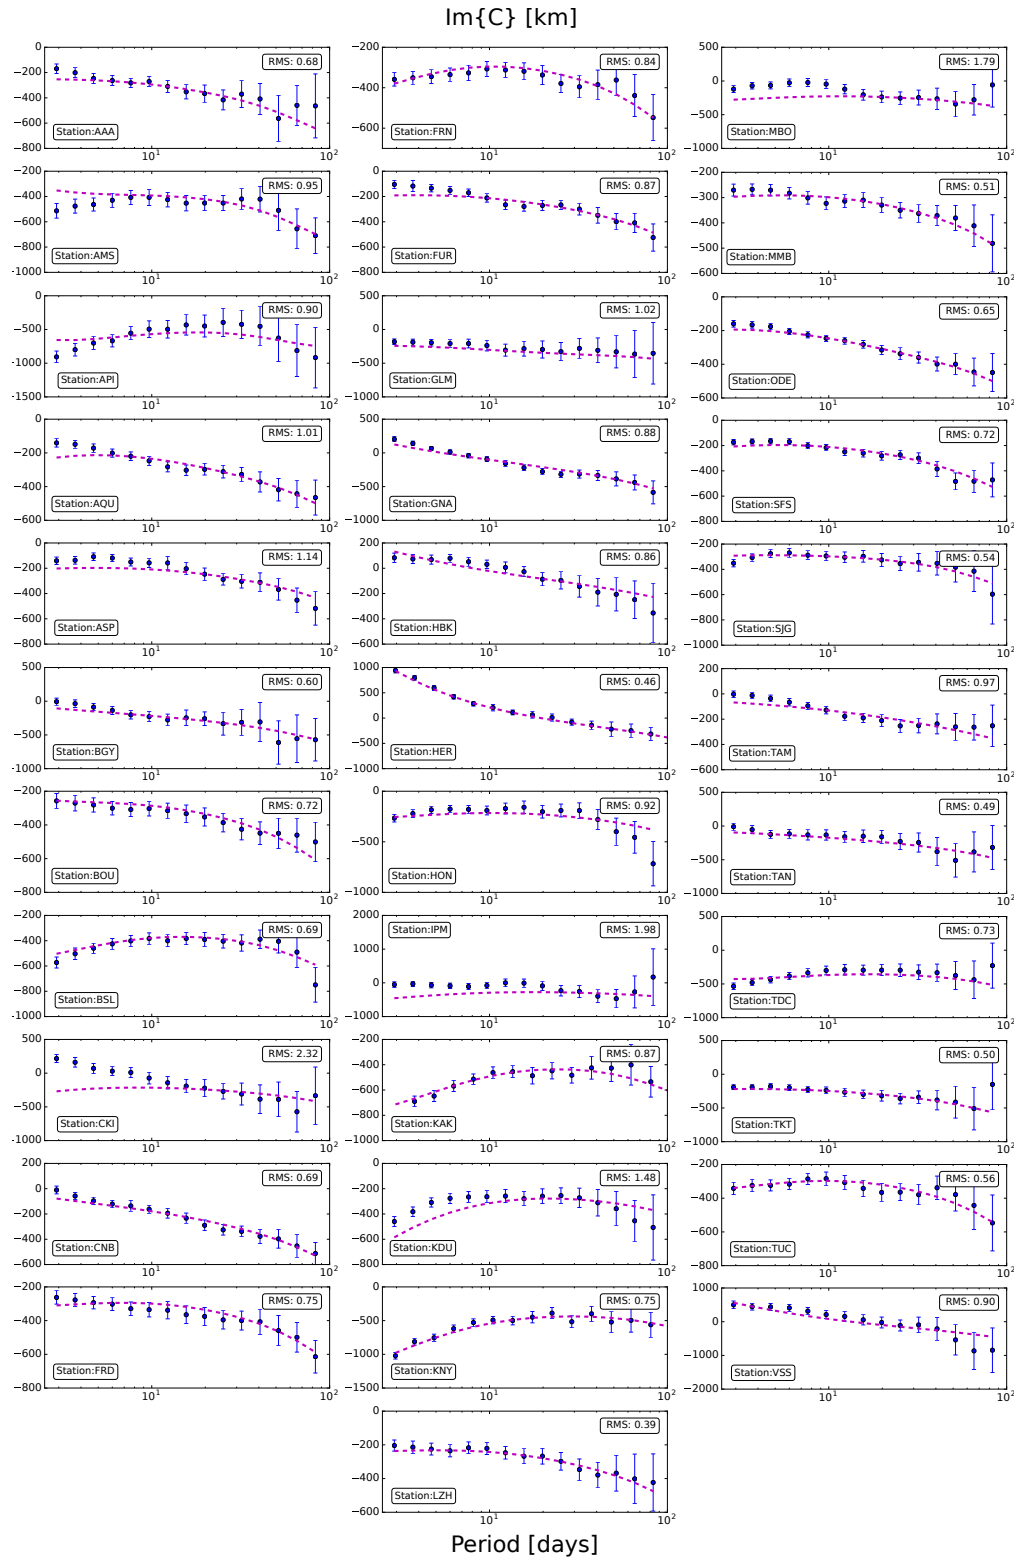 Im{C} [km]
RMS: 0.68
Station:AAA
RMS: 0.84
Station:FRN
RMS: 1.79
Station:MBO
RMS: 0.95
Station:AMS
RMS: 0.87
Station:FUR
RMS: 0.51
Station:MMB
RMS: 0.90
Station:API
RMS: 1.02
Station:GLM
RMS: 0.65
Station:ODE
RMS: 1.01
Station:AQU
RMS: 0.88
Station:GNA
RMS: 0.72
Station:SFS
RMS: 1.14
Station:ASP
RMS: 0.86
Station:HBK
RMS: 0.54
Station:SJG
RMS: 0.60
Station:BGY
RMS: 0.46
Station:HER
RMS: 0.97
Station:TAM
RMS: 0.72
Station:BOU
RMS: 0.92
Station:HON
RMS: 0.49
Station:TAN
RMS: 0.69
Station:BSL
Station:IPM
RMS: 1.98
RMS: 0.73
Station:TDC
RMS: 2.32
Station:CKI
RMS: 0.87
Station:KAK
RMS: 0.50
Station:TKT
RMS: 0.69
Station:CNB
RMS: 1.48
Station:KDU
RMS: 0.56
Station:TUC
RMS: 0.75
Station:FRD
RMS: 0.75
Station:KNY
RMS: 0.90
Station:VSS
RMS: 0.39
Station:LZH
Period [days]